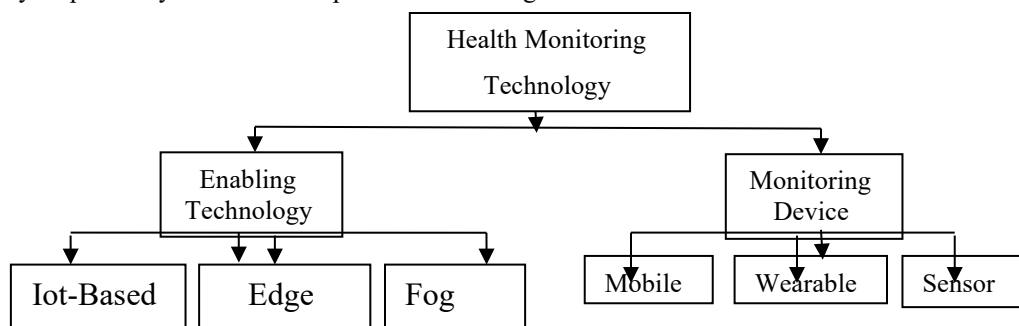 Health Monitoring
Technology
Enabling
Technology
Monitoring
Device
Iot-Based
Edge
Fog
Mobile
Wearable
Sensor